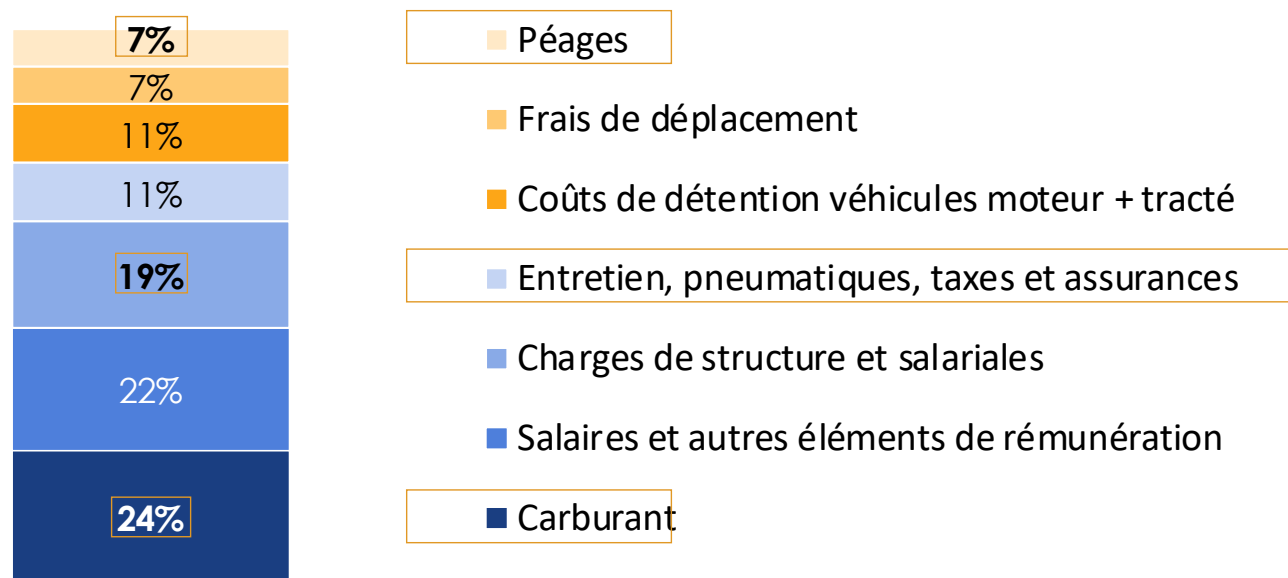 7% Péages
7% Frais de déplacement
11% Coûts de détention véhicules moteur + tracté
11% Entretien, pneumatiques, taxes et assurances
19% Charges de structure et salariales
22% Salaires et autres éléments de rémunération
24% Carburant